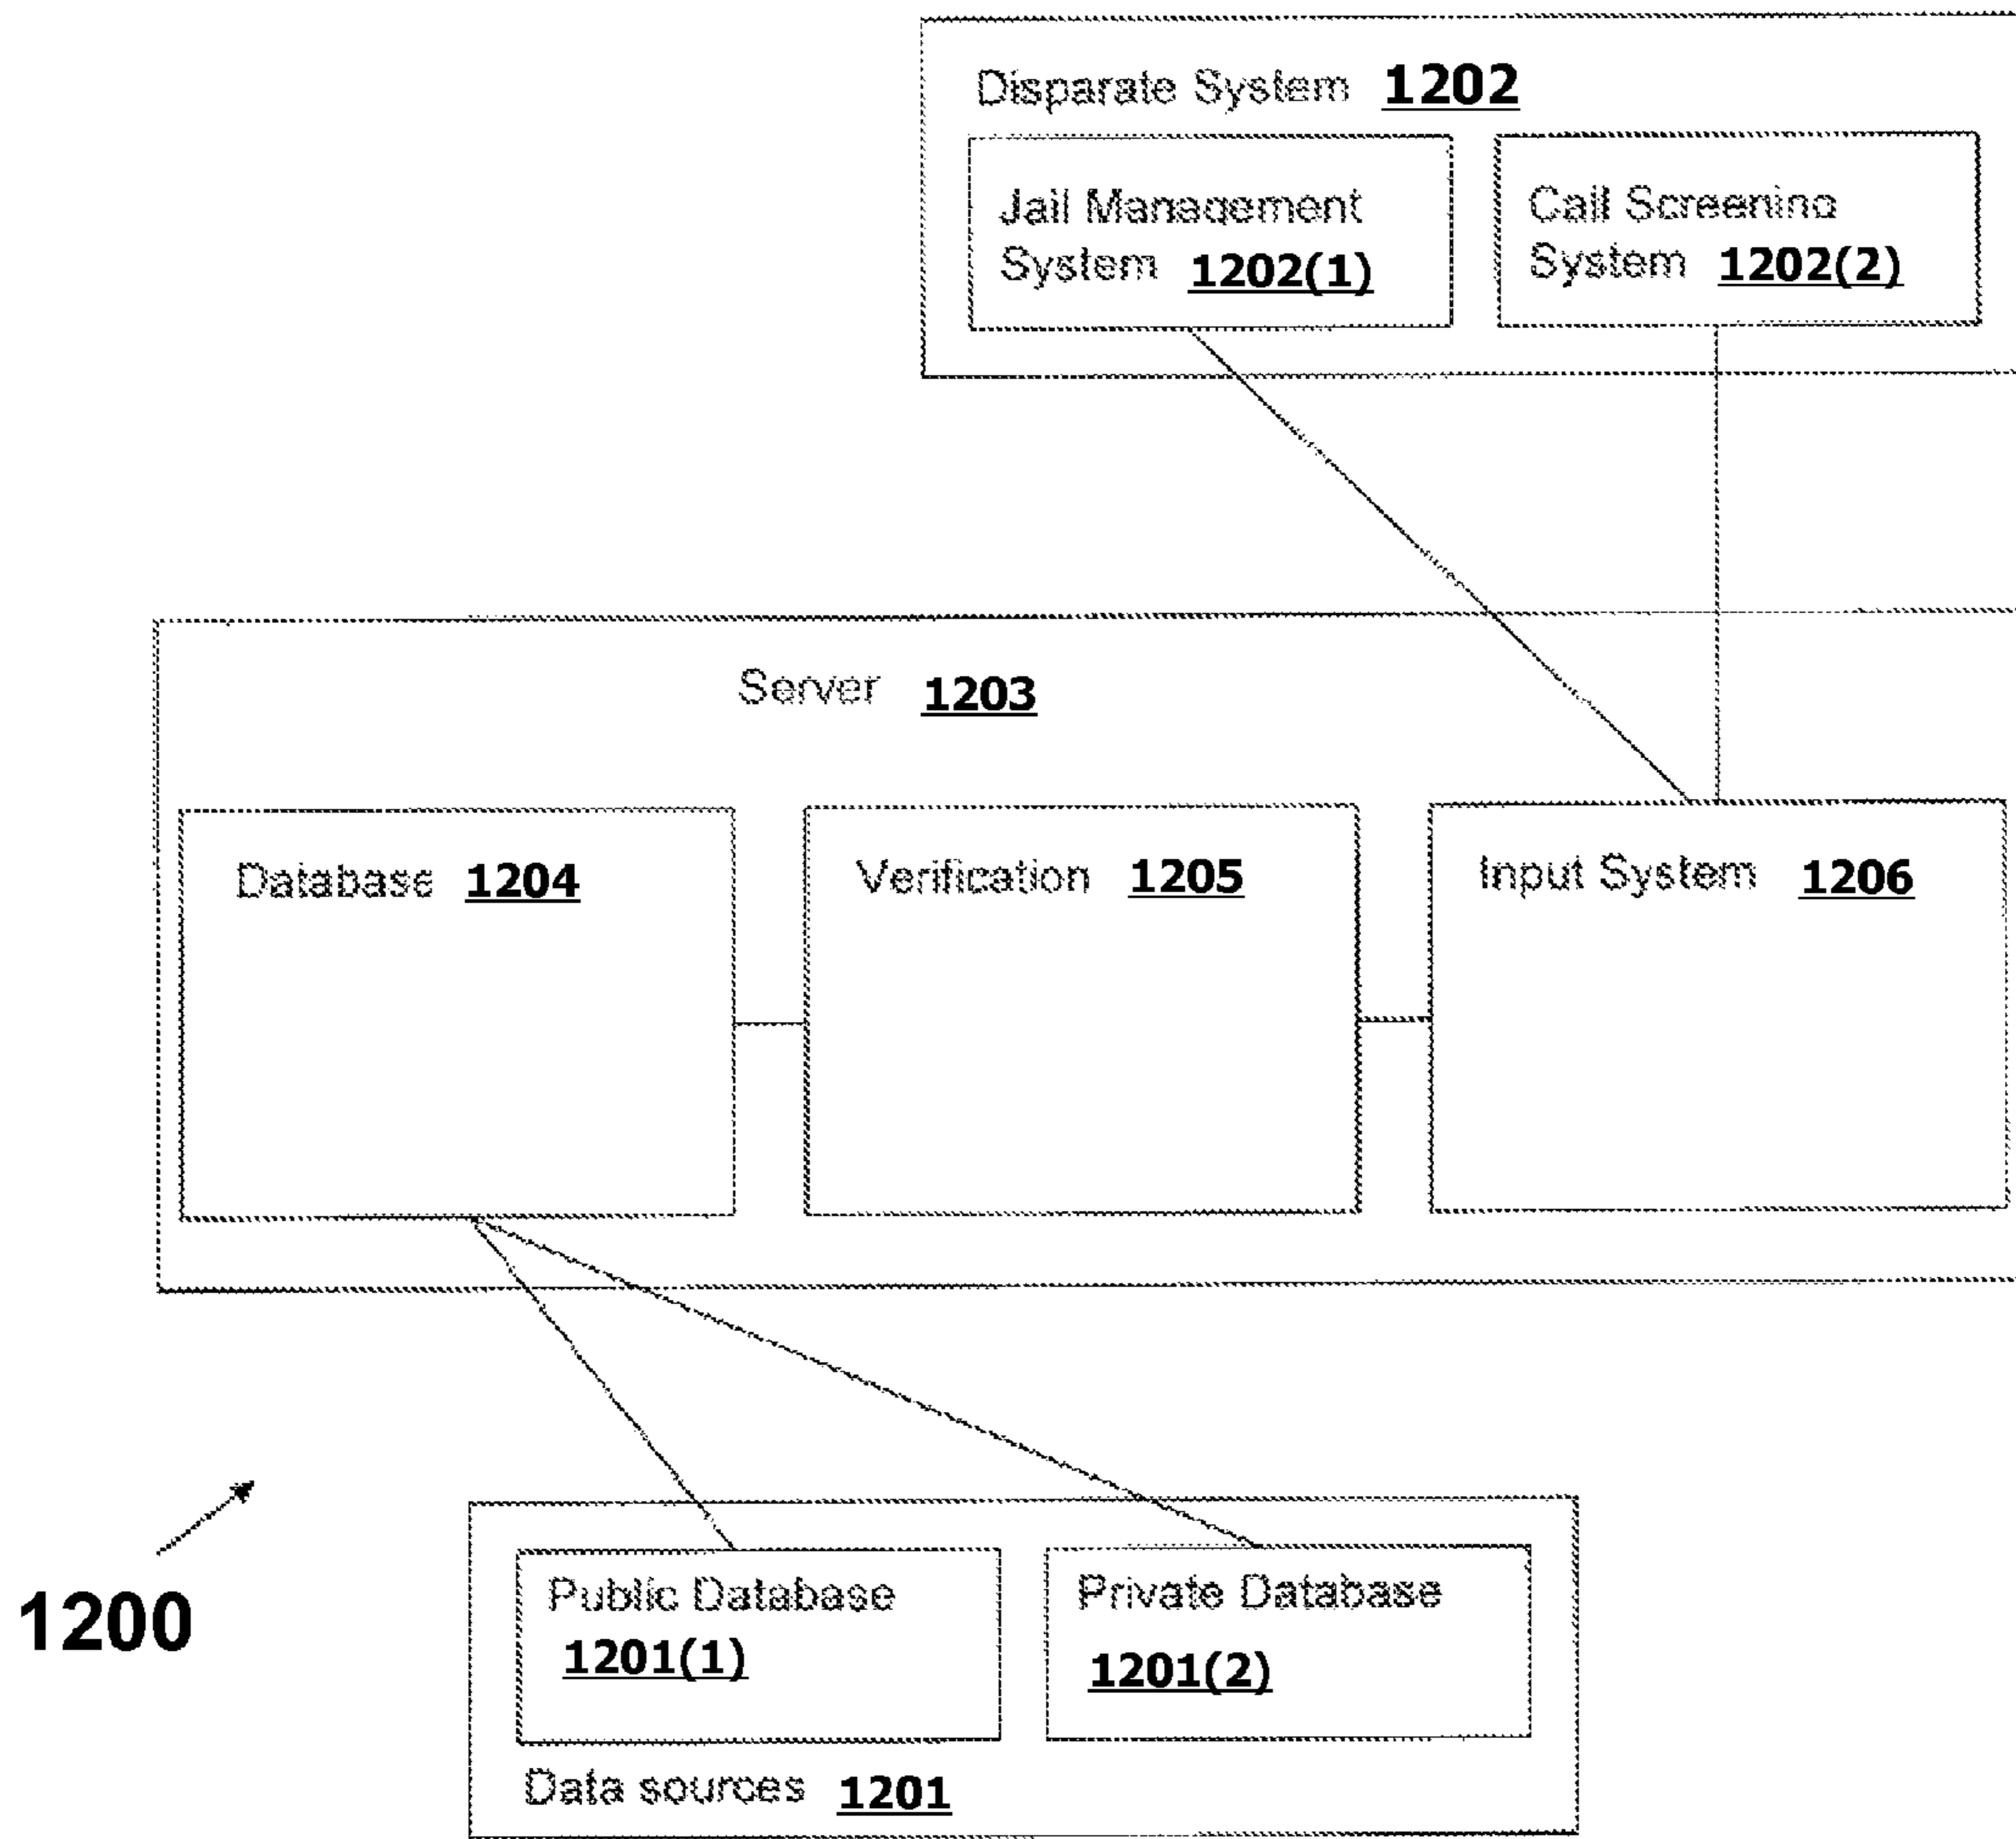 Disparate System 1202
Jail Management
System 1202(1)
Call Screening
System 1202(2)
Server 1203
Database 1204
Verification 1205
Input System 1206
1200
Public Database
1201(1)
Private Database
1201(2)
Data sources 1201